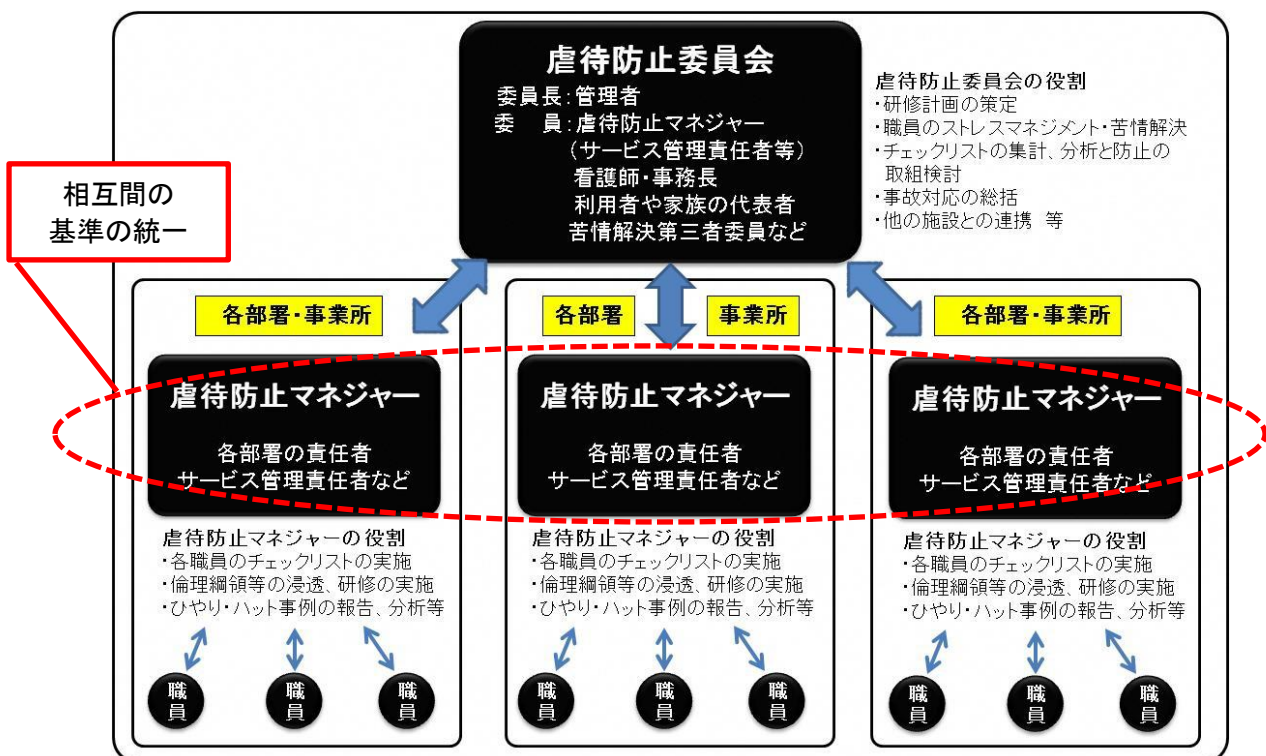 虐待防止委員会
委員長：管理者
委　員：虐待防止マネジャー
（サービス管理責任者等）
看護師・事務長
利用者や家族の代表者
苦情解決第三者委員など
虐待防止委員会の役割
・研修計画の策定
・職員のストレスマネジメント・苦情解決
・チェックリストの集計、分析と防止の
取組検討
・事故対応の総括
・他の施設との連携　等
相互間の
基準の統一
各部署・事業所
虐待防止マネジャー
各部署の責任者
サービス管理責任者など
虐待防止マネジャーの役割
・各職員のチェックリストの実施
・倫理綱領等の浸透、研修の実施
・ひやり・ハット事例の報告、分析等
職員
職員
職員
各部署
事業所
虐待防止マネジャー
各部署の責任者
サービス管理責任者など
虐待防止マネジャーの役割
・各職員のチェックリストの実施
・倫理綱領等の浸透、研修の実施
・ひやり・ハット事例の報告、分析等
職員
職員
職員
各部署・事業所
虐待防止マネジャー
各部署の責任者
サービス管理責任者など
虐待防止マネジャーの役割
・各職員のチェックリストの実施
・倫理綱領等の浸透、研修の実施
・ひやり・ハット事例の報告、分析等
職員
職員
職員